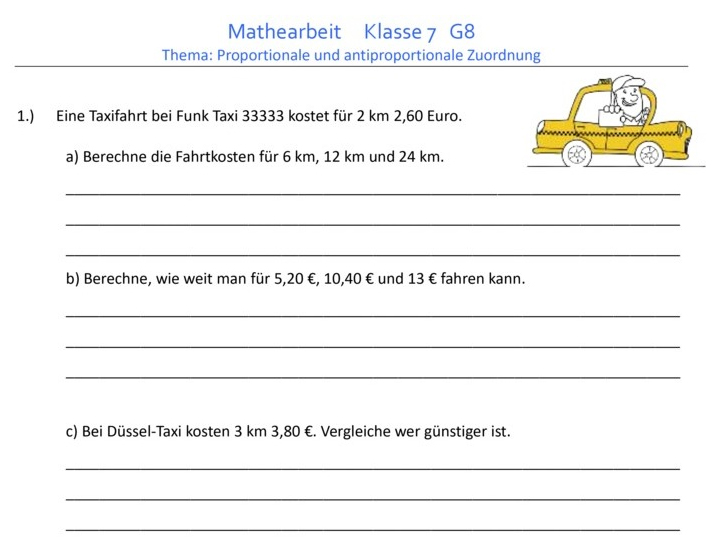 Mathearbeit Klasse 7 G8
Thema: Proportionale und antiproportionale Zuordnung
1.) Eine Taxifahrt bei Funk Taxi 33333 kostet für 2 km 2,60 Euro.
a) Berechne die Fahrtkosten für 6 km, 12 km und 24 km.
b) Berechne, wie weit man für 5,20 €, 10,40 € und 13 € fahren kann.
c) Bei Düssel-Taxi kosten 3 km 3,80 €. Vergleiche wer günstiger ist.